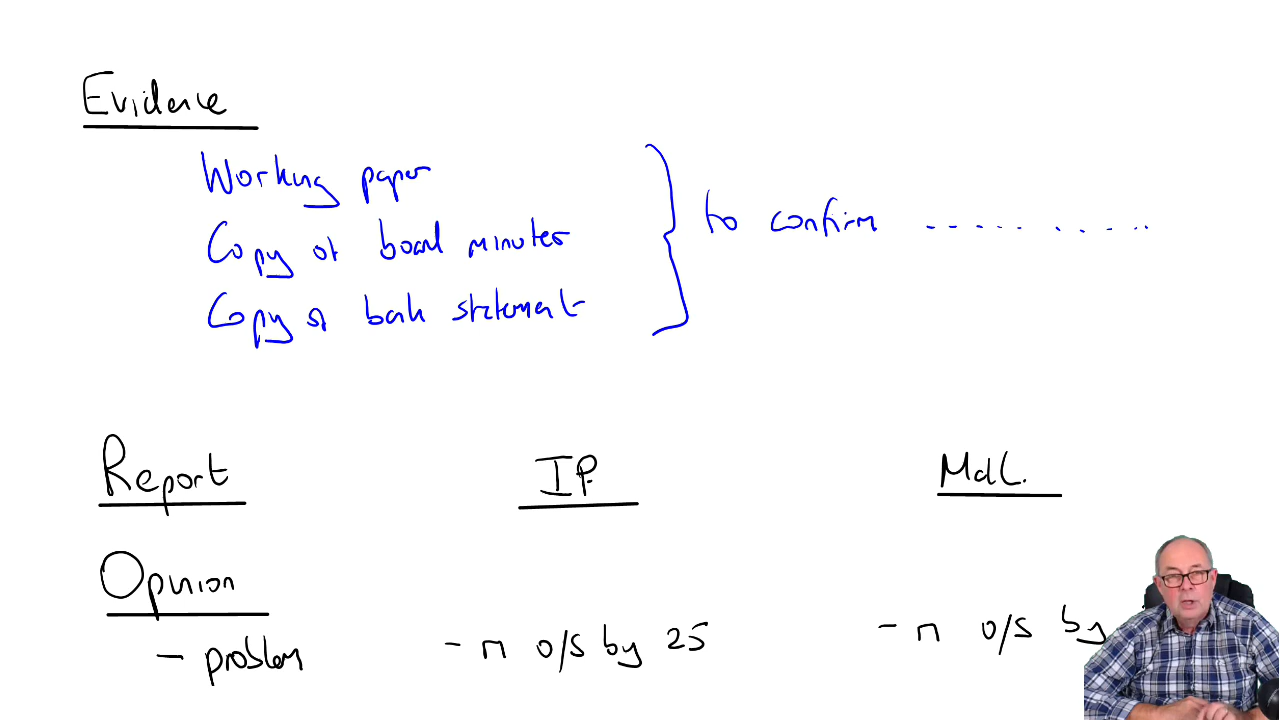 Evidence
Working paper
Copy of board minutes
Copy of bank statement
to confirm ..............
Report
IP
Opinion
- problem
- n o/s by 25
- n o/s by